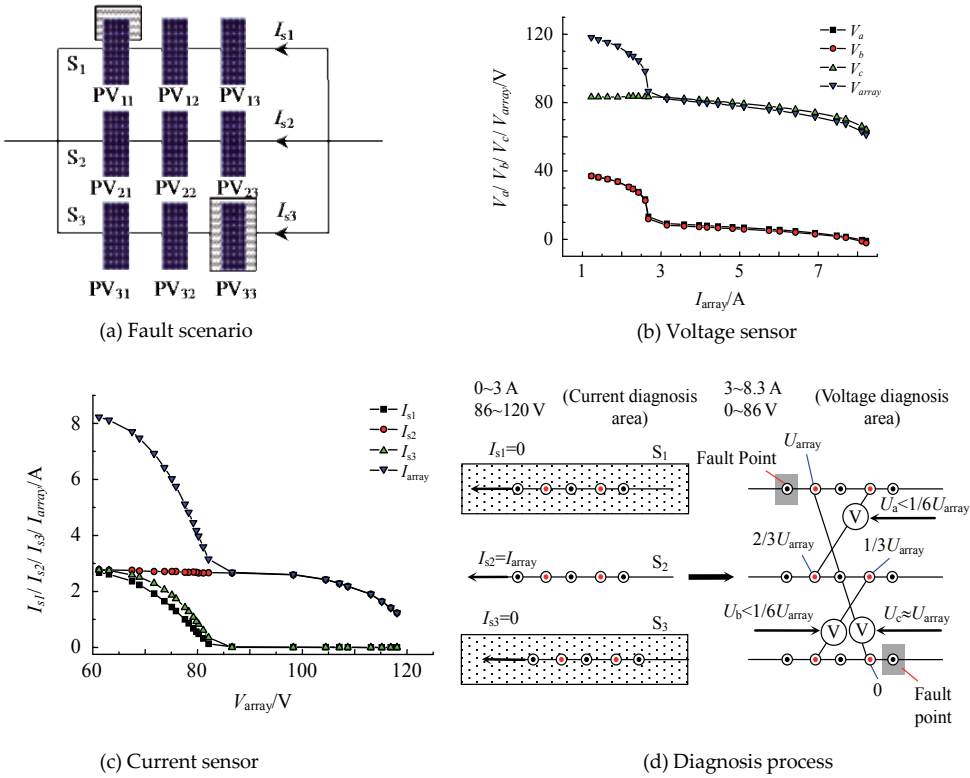 I_s1
S_1
PV_11 PV_12 PV_13
I_s2
S_2
PV_21 PV_22 PV_23
S_3
I_s3
PV_31 PV_32 PV_33
(a) Fault scenario
V_a/ V_b/ V_c/ V_array/V
120
80
40
0
1 3 5 7
I_array/A
V_a
V_b
V_c
V_array
(b) Voltage sensor
I_s1/ I_s2/ I_s3/ I_array/A
8
6
4
2
0
60 80 100 120
V_array/V
I_s1
I_s2
I_s3
I_array
(c) Current sensor
0~3 A
86~120 V
(Current diagnosis
area)
3~8.3 A
0~86 V
(Voltage diagnosis
area)
I_s1=0
S_1
I_s2=I_array
S_2
I_s3=0
S_3
U_array
Fault Point
V
U_a<1/6U_array
2/3U_array
1/3U_array
U_b<1/6U_array
V
V
U_c≈U_array
0
Fault
point
(d) Diagnosis process